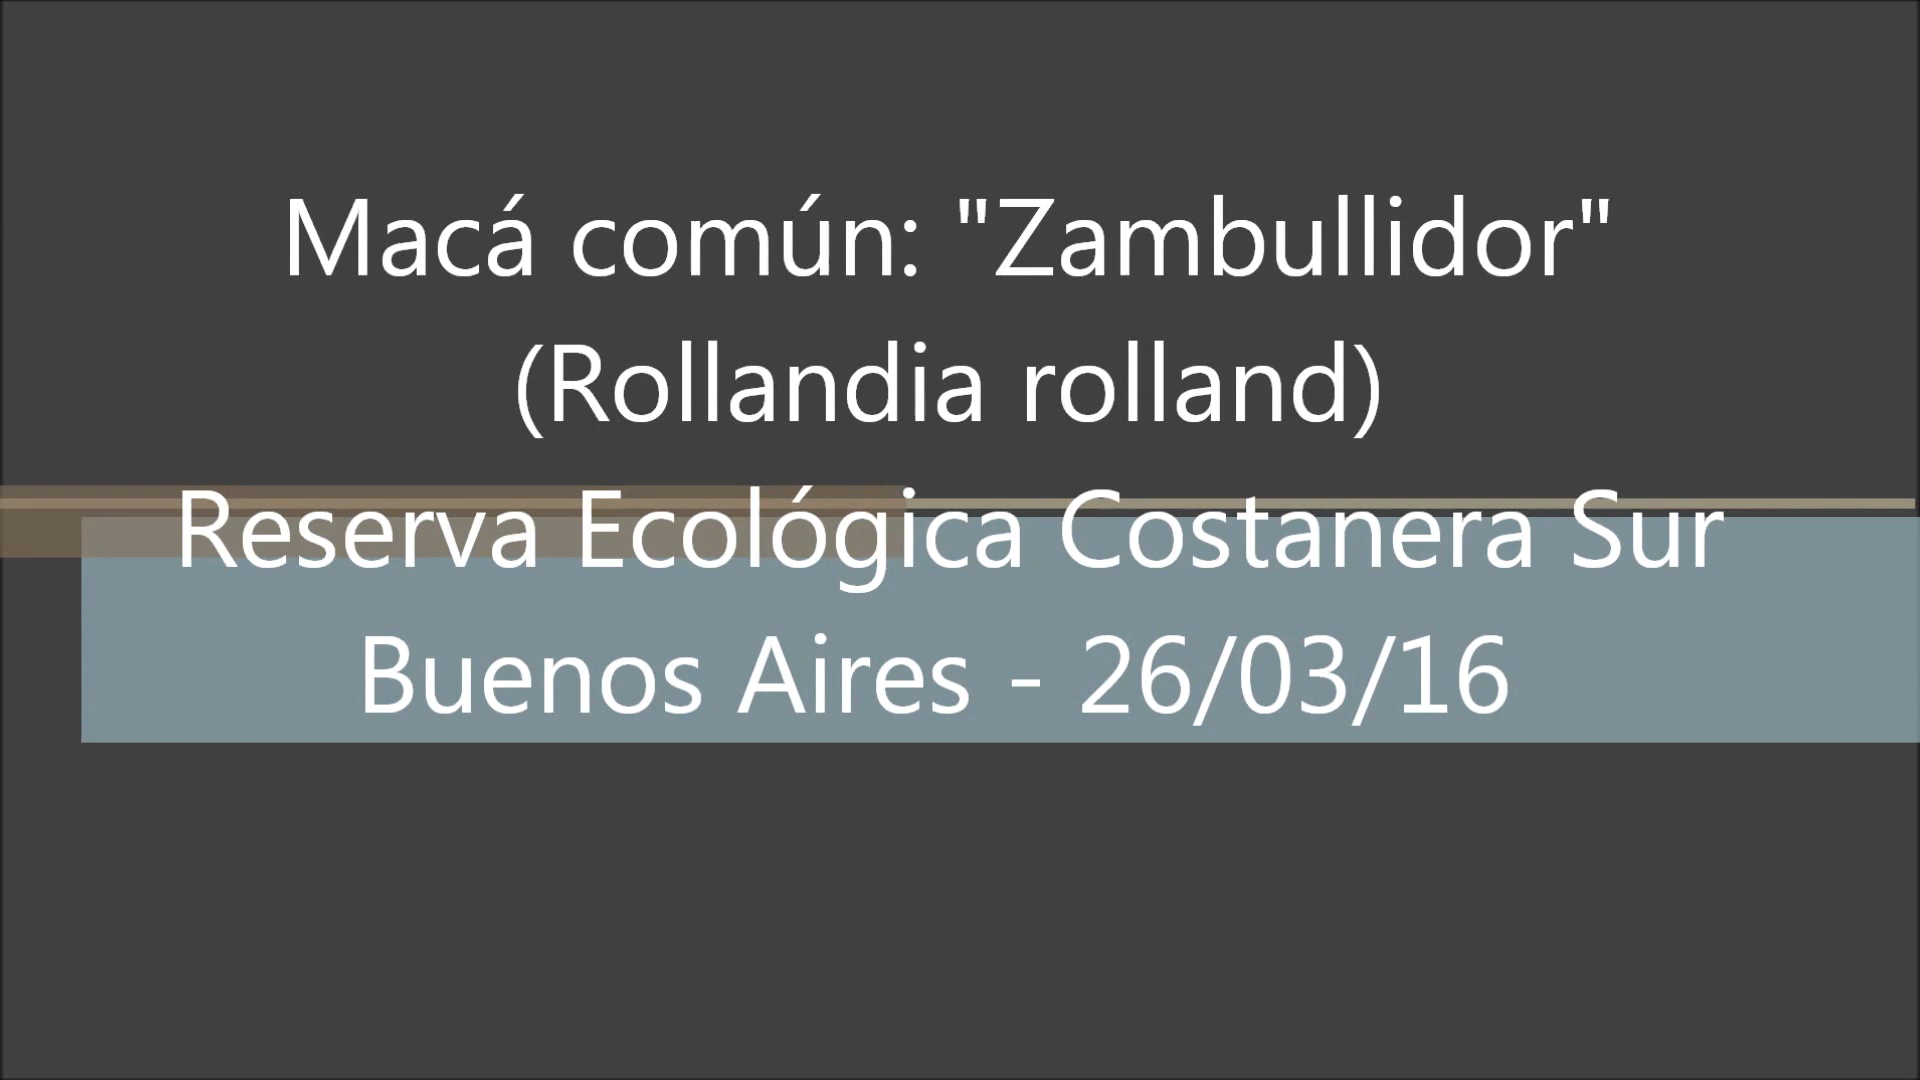 Macá común: "Zambullidor"
(Rollandia rolland)
Reserva Ecológica Costanera Sur
Buenos Aires - 26/03/16